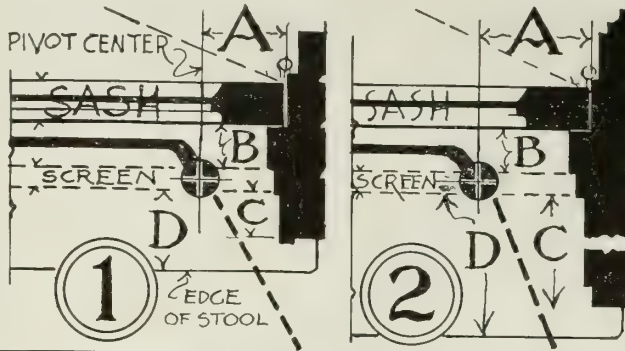 PIVOT CENTER
A
SASH
B
SCREEN
C
D
1
EDGE
OF STOOL
A
SASH
B
SCREEN
C
D
2